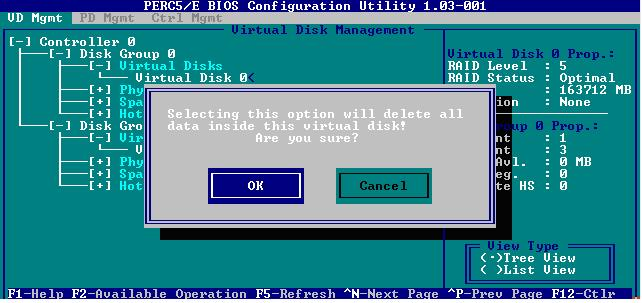 PERC5/E BIOS Configuration Utility 1.03-001
VD Mgmt PD Mgmt Ctrl Mgmt
Virtual Disk Management
[-] Controller 0
[-] Disk Group 0
[-] Virtual Disks
Virtual Disk 0
[+] Phy
[+] Spa
[+] Hot
[-] Disk Gro
[-] Vir
V
[+] Phy
[+] Spa
[+] Hot
Selecting this option will delete all
data inside this virtual disk!
Are you sure?
OK
Cancel
Virtual Disk 0 Prop.:
RAID Level : 5
RAID Status : Optimal
: 163712 MB
ion : None
roup 0 Prop.:
nt : 1
nt : 3
Avl. : 0 MB
eg. : 0
te HS : 0
View Type
(·)Tree View
( )List View
F1-Help F2-Available Operation F5-Refresh ^N-Next Page ^P-Prev Page F12-Ctlr